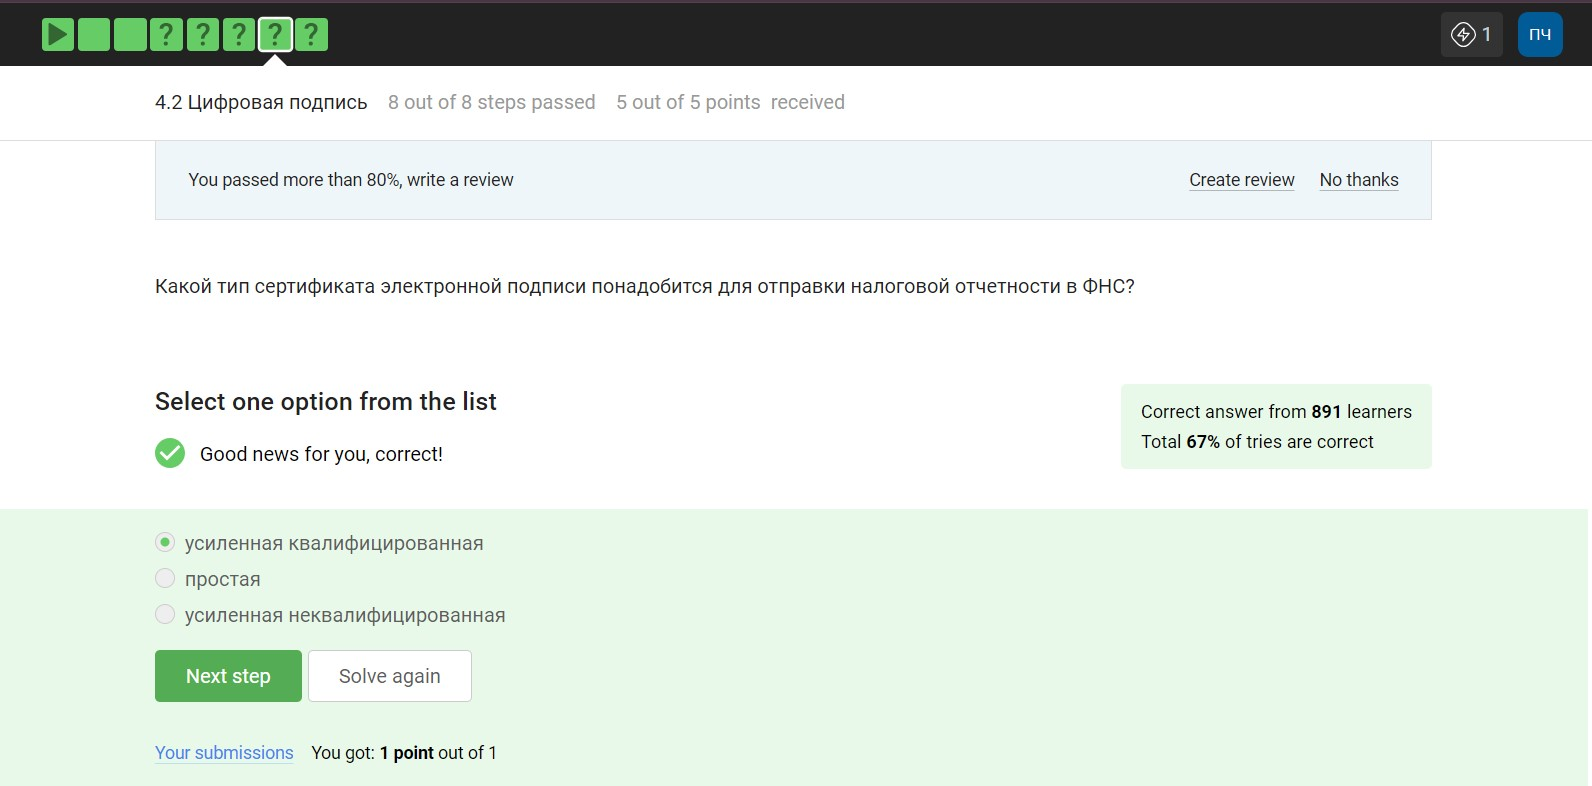 ? ? ? ? ?
1
ПЧ
4.2 Цифровая подпись 8 out of 8 steps passed 5 out of 5 points received
You passed more than 80%, write a review Create review No thanks
Какой тип сертификата электронной подписи понадобится для отправки налоговой отчетности в ФНС?
Select one option from the list
Good news for you, correct!
Correct answer from 891 learners
Total 67% of tries are correct
усиленная квалифицированная
простая
усиленная неквалифицированная
Next step Solve again
Your submissions You got: 1 point out of 1